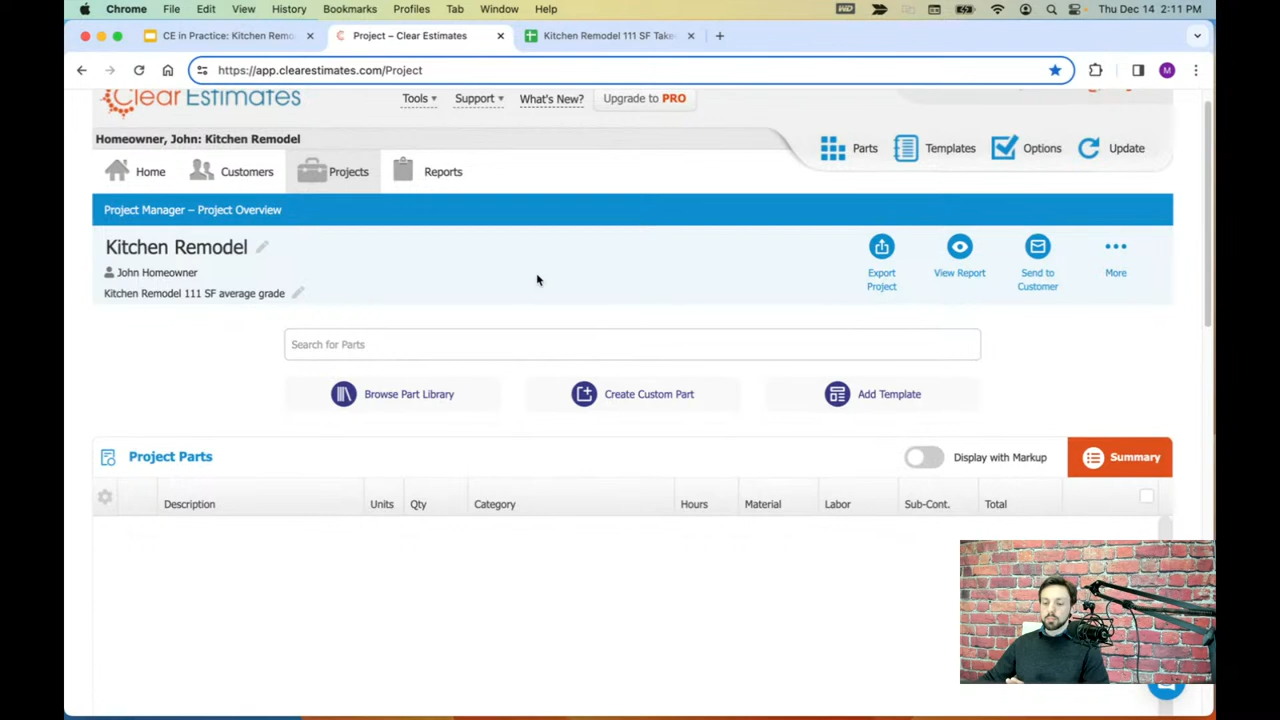 Chrome File Edit View History Bookmarks Profiles Tab Window Help Thu Dec 14 2:11 PM
CE in Practice: Kitchen Remo Project – Clear Estimates Kitchen Remodel 111 SF Take
https://app.clearestimates.com/Project M
Clear Estimates Tools Support What's New? Upgrade to PRO
Homeowner, John: Kitchen Remodel
Parts Templates Options Update
Home Customers Projects Reports
Project Manager – Project Overview
Kitchen Remodel
John Homeowner
Kitchen Remodel 111 SF average grade
Export Project View Report Send to Customer More
Search for Parts
Browse Part Library Create Custom Part Add Template
Project Parts Display with Markup Summary
Description Units Qty Category Hours Material Labor Sub-Cont. Total